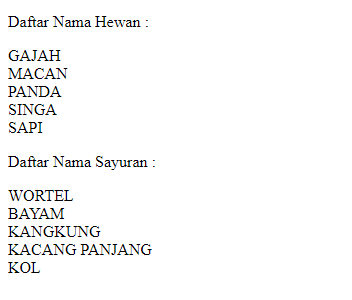 Daftar Nama Hewan :
GAJAH
MACAN
PANDA
SINGA
SAPI
Daftar Nama Sayuran :
WORTEL
BAYAM
KANGKUNG
KACANG PANJANG
KOL